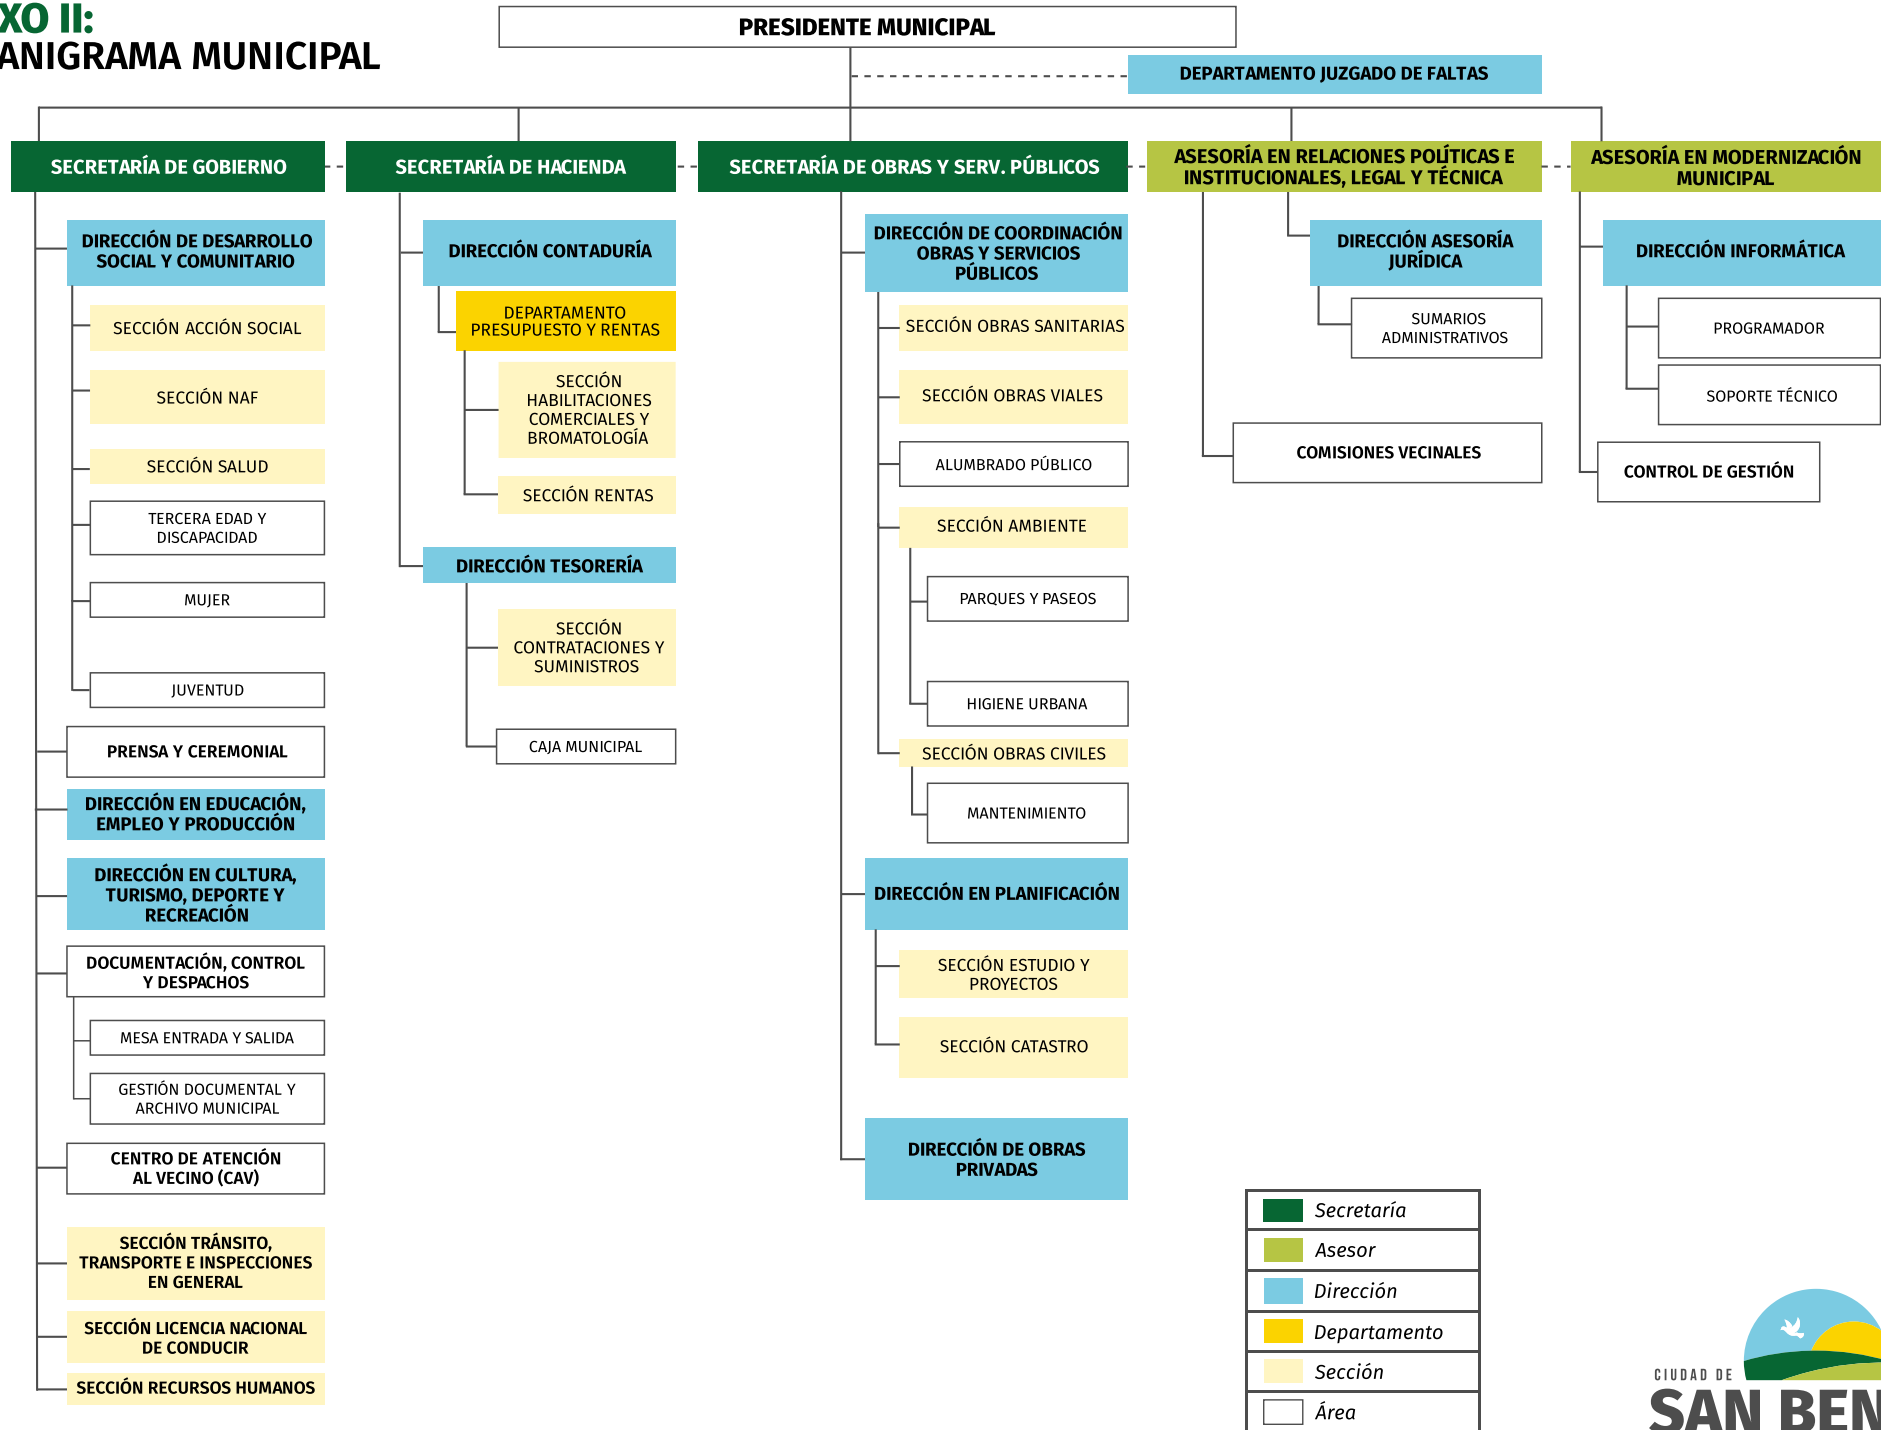 XO II:
ANIGRAMA MUNICIPAL
PRESIDENTE MUNICIPAL
DEPARTAMENTO JUZGADO DE FALTAS
SECRETARÍA DE GOBIERNO
SECRETARÍA DE HACIENDA
SECRETARÍA DE OBRAS Y SERV. PÚBLICOS
ASESORÍA EN RELACIONES POLÍTICAS E
INSTITUCIONALES, LEGAL Y TÉCNICA
ASESORÍA EN MODERNIZACIÓN
MUNICIPAL
DIRECCIÓN DE DESARROLLO
SOCIAL Y COMUNITARIO
SECCIÓN ACCIÓN SOCIAL
SECCIÓN NAF
SECCIÓN SALUD
TERCERA EDAD Y
DISCAPACIDAD
MUJER
JUVENTUD
PRENSA Y CEREMONIAL
DIRECCIÓN EN EDUCACIÓN,
EMPLEO Y PRODUCCIÓN
DIRECCIÓN EN CULTURA,
TURISMO, DEPORTE Y
RECREACIÓN
DOCUMENTACIÓN, CONTROL
Y DESPACHOS
MESA ENTRADA Y SALIDA
GESTIÓN DOCUMENTAL Y
ARCHIVO MUNICIPAL
CENTRO DE ATENCIÓN
AL VECINO (CAV)
SECCIÓN TRÁNSITO,
TRANSPORTE E INSPECCIONES
EN GENERAL
SECCIÓN LICENCIA NACIONAL
DE CONDUCIR
SECCIÓN RECURSOS HUMANOS
DIRECCIÓN CONTADURÍA
DEPARTAMENTO
PRESUPUESTO Y RENTAS
SECCIÓN
HABILITACIONES
COMERCIALES Y
BROMATOLOGÍA
SECCIÓN RENTAS
DIRECCIÓN TESORERÍA
SECCIÓN
CONTRATACIONES Y
SUMINISTROS
CAJA MUNICIPAL
DIRECCIÓN DE COORDINACIÓN
OBRAS Y SERVICIOS
PÚBLICOS
SECCIÓN OBRAS SANITARIAS
SECCIÓN OBRAS VIALES
ALUMBRADO PÚBLICO
SECCIÓN AMBIENTE
PARQUES Y PASEOS
HIGIENE URBANA
SECCIÓN OBRAS CIVILES
MANTENIMIENTO
DIRECCIÓN EN PLANIFICACIÓN
SECCIÓN ESTUDIO Y
PROYECTOS
SECCIÓN CATASTRO
DIRECCIÓN DE OBRAS
PRIVADAS
DIRECCIÓN ASESORÍA
JURÍDICA
SUMARIOS
ADMINISTRATIVOS
COMISIONES VECINALES
DIRECCIÓN INFORMÁTICA
PROGRAMADOR
SOPORTE TÉCNICO
CONTROL DE GESTIÓN
Secretaría
Asesor
Dirección
Departamento
Sección
Área
CIUDAD DE
SAN BEN